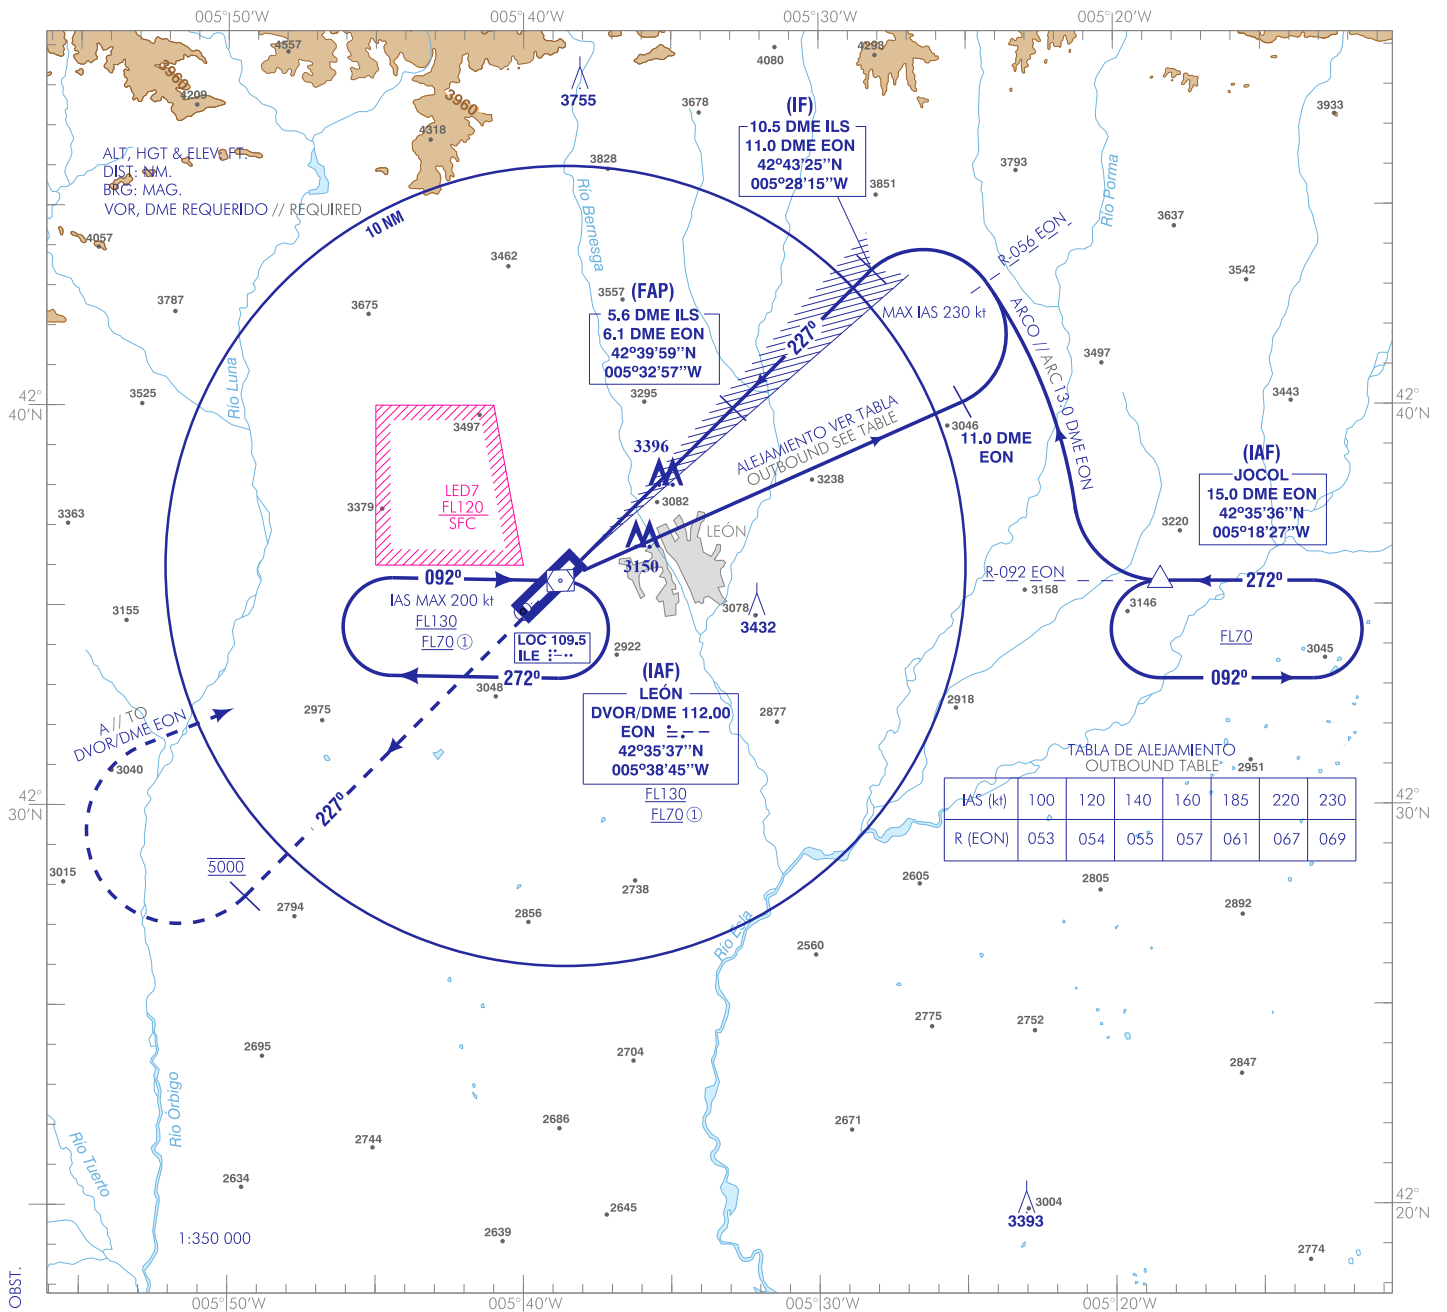 005°50'W
005°40'W
005°30'W
005°20'W
4557
3960
4209
4318
3960
3755
4080
4298
3678
3933
(IF)
10.5 DME ILS
11.0 DME EON
42°43'25''N
005°28'15''W
ALT, HGT & ELEV: FT.
DIST: NM.
BRG: MAG.
VOR, DME REQUERIDO // REQUIRED
3828
3851
3793
Río Porma
3637
4057
10 NM
Río Bernesga
R-056 EON
3462
3542
3787
3675
3557
(FAP)
5.6 DME ILS
6.1 DME EON
42°39'59''N
005°32'57''W
MAX IAS 230 kt
227º
ARCO // ARC 13.0 DME EON
3497
Río Luna
3525
3295
3443
42°
40'N
42°
40'N
3497
3396
ALEJAMIENTO VER TABLA
OUTBOUND SEE TABLE
3046
11.0 DME
EON
(IAF)
JOCOL
15.0 DME EON
42°35'36''N
005°18'27''W
LED7
FL120
SFC
3379
3363
3082
3238
LEÓN
3220
3150
092º
R-092 EON
272º
IAS MAX 200 kt
FL130
FL70 ①
3158
3146
3155
3078
3432
FL70
LOC 109.5
ILE
2922
3045
272º
092º
3048
(IAF)
LEÓN
DVOR/DME 112.00
EON
42°35'37''N
005°38'45''W
FL130
FL70 ①
2975
2877
2918
A // TO
DVOR/DME EON
3040
TABLA DE ALEJAMIENTO
OUTBOUND TABLE
2951
IAS (kt) 100 120 140 160 185 220 230
R (EON) 053 054 055 057 061 067 069
42°
30'N
42°
30'N
227º
5000
3015
2794
2738
2605
2805
2856
2892
Río Esla
2560
2775
2752
2695
2704
2847
Río Orbigo
2686
2671
2744
Río Tuerto
2634
2645
3004
3393
42°
20'N
2639
2774
1:350 000
OBST.
005°50'W
005°40'W
005°30'W
005°20'W